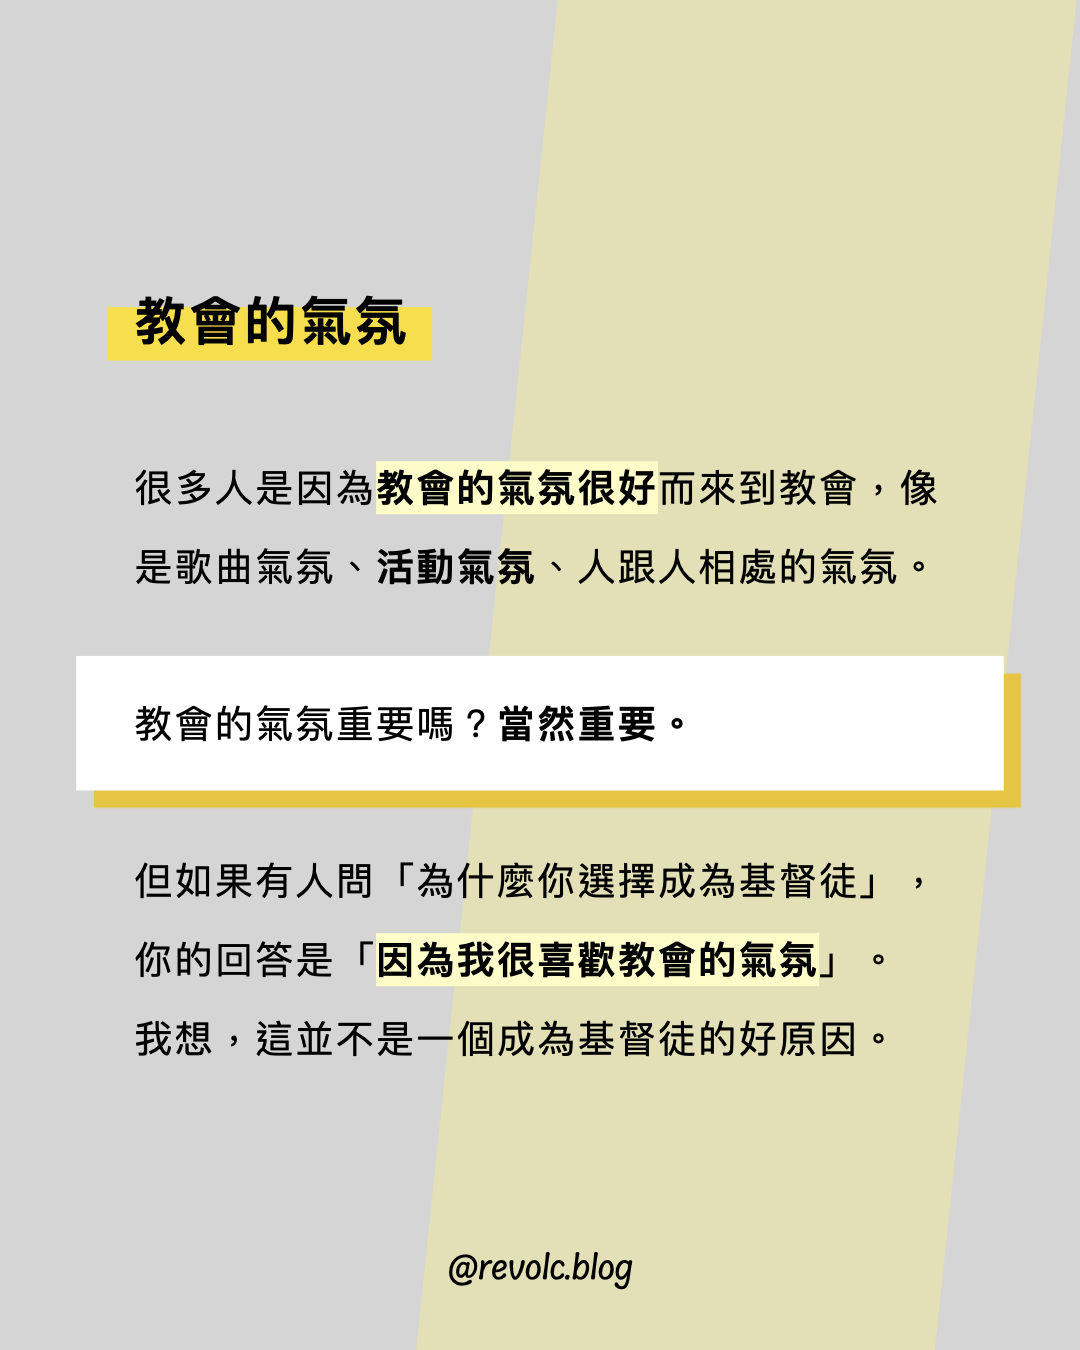 教會的氣氛
很多人是因為教會的氣氛很好而來到教會，像
是歌曲氣氛、活動氣氛、人跟人相處的氣氛。
教會的氣氛重要嗎？當然重要。
但如果有人問「為什麼你選擇成為基督徒」，
你的回答是「因為我很喜歡教會的氣氛」。
我想，這並不是一個成為基督徒的好原因。
@revolc.blog